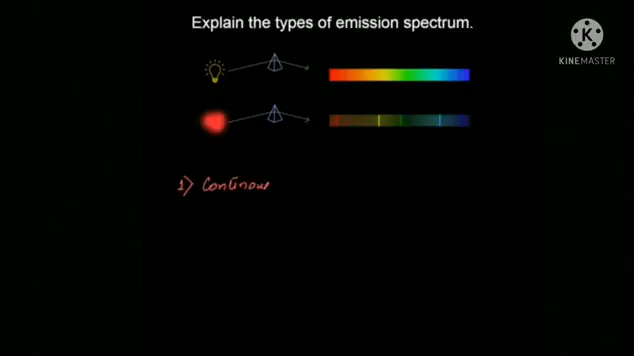 Explain the types of emission spectrum.
K
KINEMASTER
1) Continous